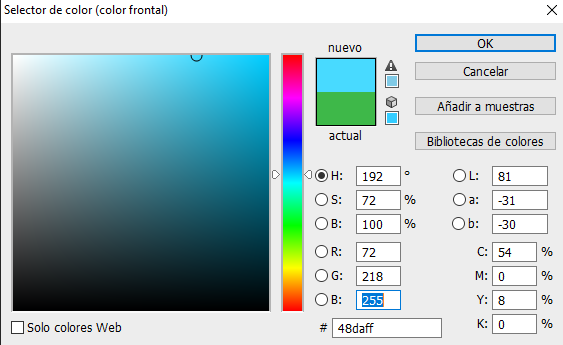 Selector de color (color frontal)
nuevo
actual
OK
Cancelar
Añadir a muestras
Bibliotecas de colores
H: 192 °
S: 72 %
B: 100 %
R: 72
G: 218
B: 255
L: 81
a: -31
b: -30
C: 54 %
M: 0 %
Y: 8 %
K: 0 %
# 48daff
Solo colores Web